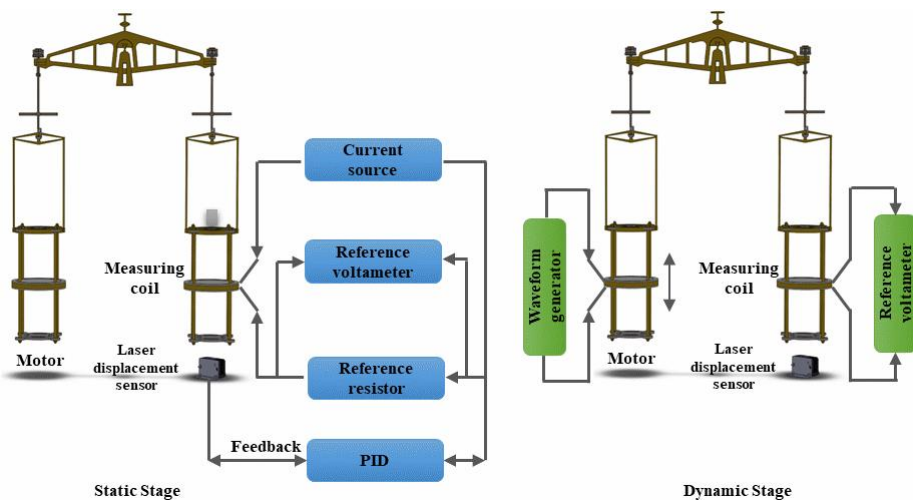 Current
source
Reference
voltameter
Measuring
coil
Motor
Laser
displacement
sensor
Reference
resistor
Feedback
PID
Static Stage
Waveform
generator
Measuring
coil
Reference
voltameter
Motor
Laser
displacement
sensor
Dynamic Stage